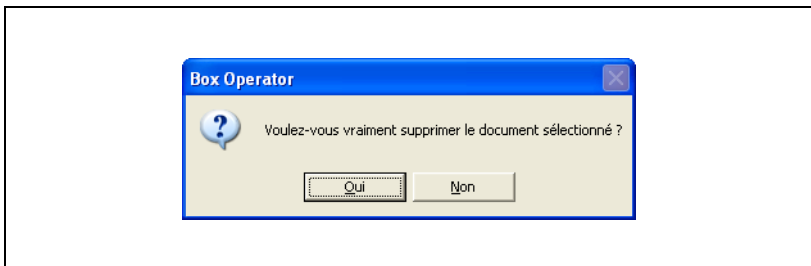 Box Operator
Voulez-vous vraiment supprimer le document sélectionné ?
Oui Non